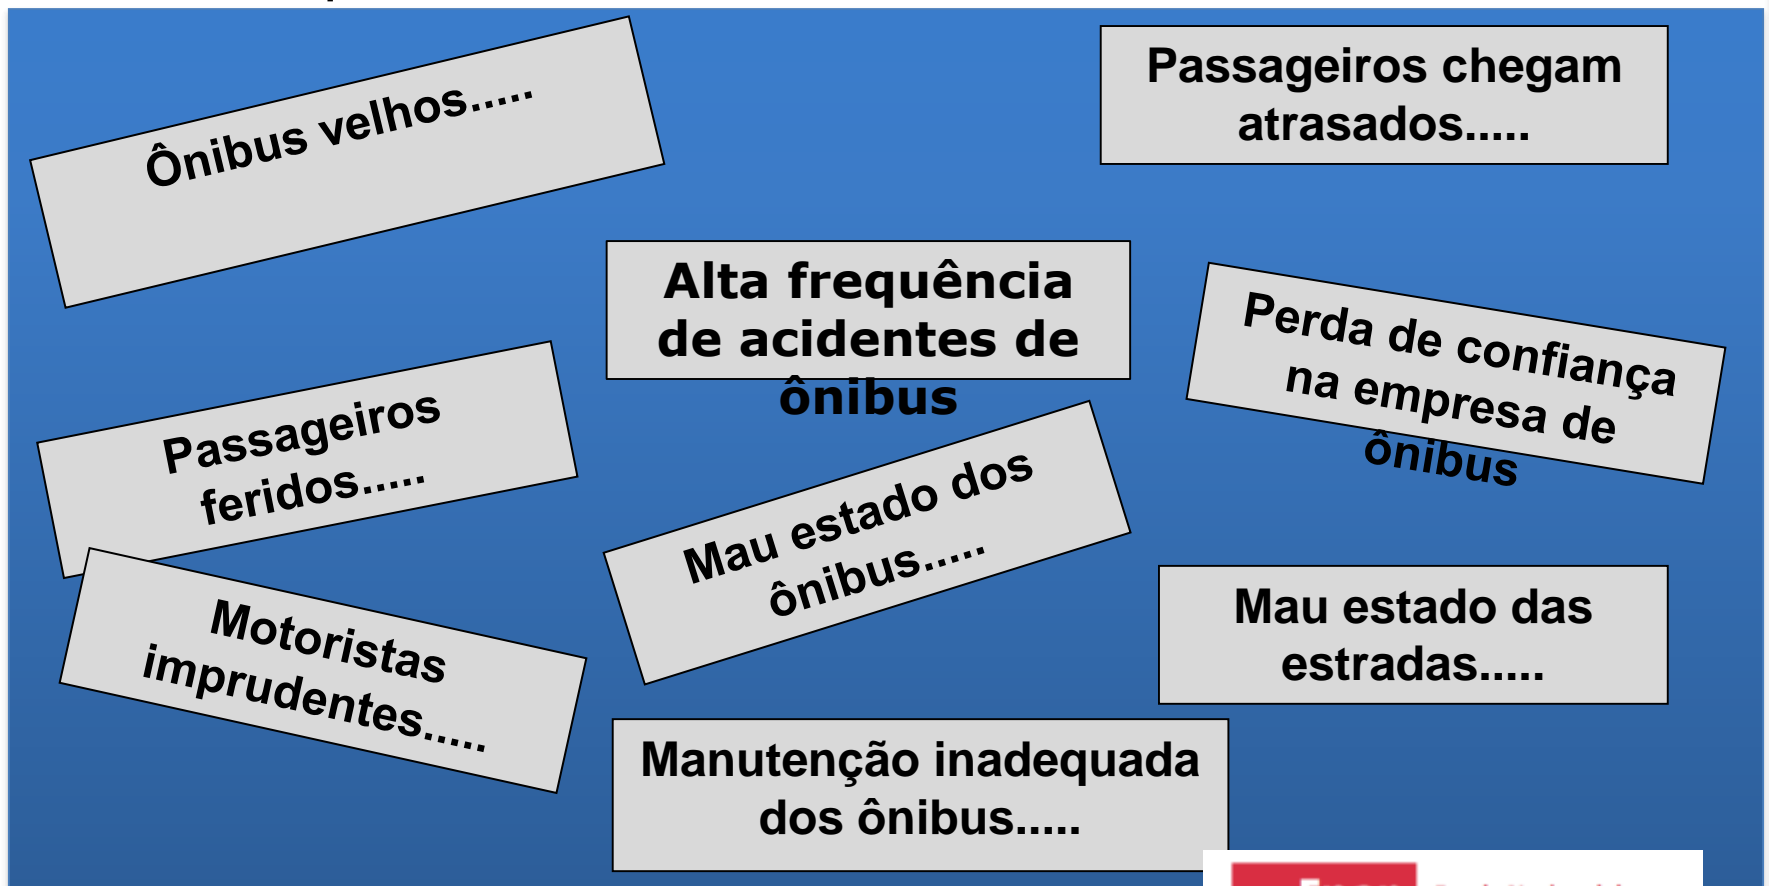 Ônibus velhos.....
Passageiros chegam
atrasados.....
Alta frequência
de acidentes de
ônibus
Perda de confiança
na empresa de
ônibus
Passageiros
feridos.....
Mau estado dos
ônibus.....
Motoristas
imprudentes.....
Mau estado das
estradas.....
Manutenção inadequada
dos ônibus.....